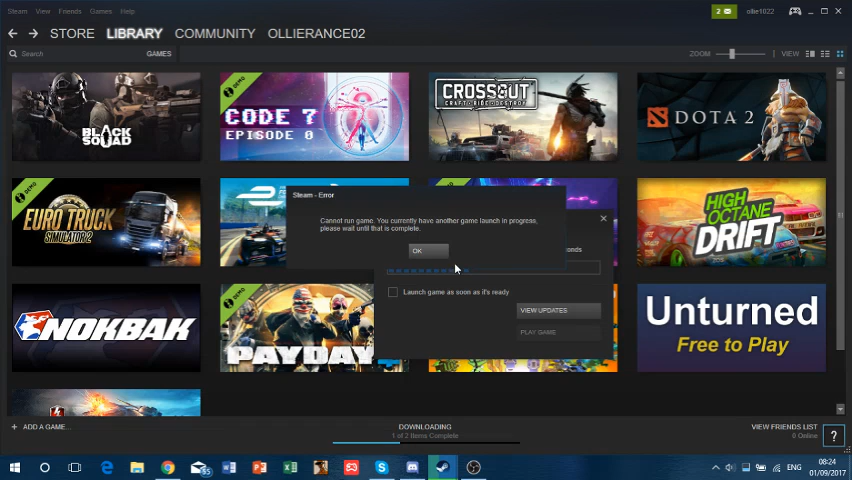 Steam View Friends Games Help
2 ollie1022
STORE LIBRARY COMMUNITY OLLIERANCE02
Search GAMES ZOOM VIEW
BLACK SQUAD
DEMO
CODE 7
EPISODE 0
CROSSOUT
CRAFT · RIDE · DESTROY
DOTA 2
DEMO
EURO TRUCK
SIMULATOR 2
Steam - Error
Cannot run game. You currently have another game launch in progress,
please wait until that is complete.
OK
onds
Launch game as soon as it's ready
VIEW UPDATES
PLAY GAME
HIGH
OCTANE
DRIFT
NOKBAK
DEMO
PAYDAY
Unturned
Free to Play
ADD A GAME...
DOWNLOADING
1 of 2 Items Complete
VIEW FRIENDS LIST
0 Online
?
ENG
08:24
01/09/2017